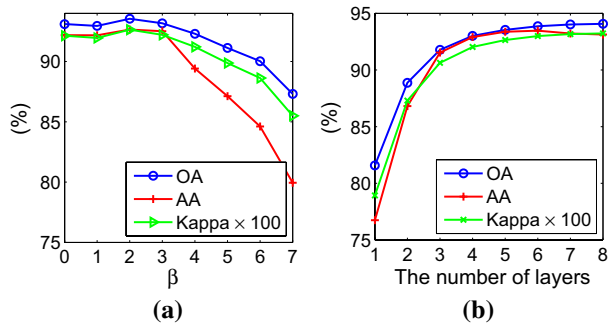 90
85
80
75
(%)
0 1 2 3 4 5 6 7
β
OA
AA
Kappa × 100
(a)
95
90
85
80
75
(%)
1 2 3 4 5 6 7 8
The number of layers
OA
AA
Kappa × 100
(b)